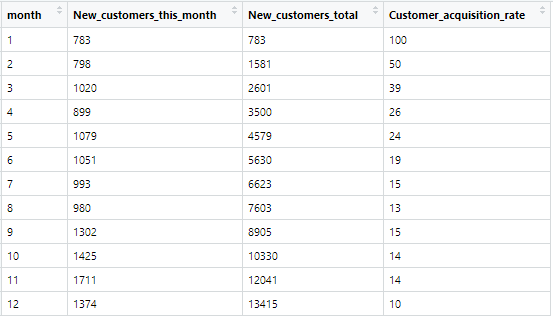 month New_customers_this_month New_customers_total Customer_acquisition_rate
1 783 783 100
2 798 1581 50
3 1020 2601 39
4 899 3500 26
5 1079 4579 24
6 1051 5630 19
7 993 6623 15
8 980 7603 13
9 1302 8905 15
10 1425 10330 14
11 1711 12041 14
12 1374 13415 10